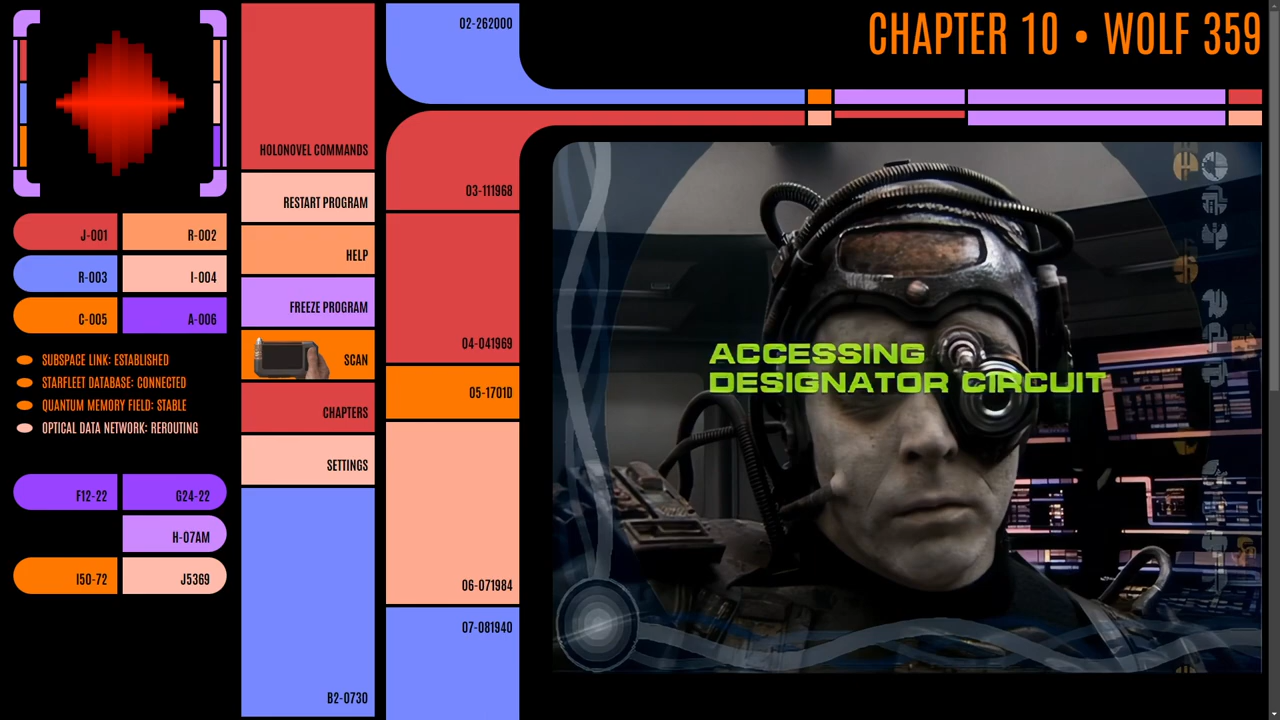 CHAPTER 10 • WOLF 359
J-001
R-002
R-003
I-004
C-005
A-006
SUBSPACE LINK: ESTABLISHED
STARFLEET DATABASE: CONNECTED
QUANTUM MEMORY FIELD: STABLE
OPTICAL DATA NETWORK: REROUTING
F12-22
G24-22
H-07AM
I50-72
J5369
HOLONOVEL COMMANDS
RESTART PROGRAM
HELP
FREEZE PROGRAM
SCAN
CHAPTERS
SETTINGS
B2-0730
02-262000
03-111968
04-041969
05-1701D
06-071984
07-081940
ACCESSING
DESIGNATOR CIRCUIT